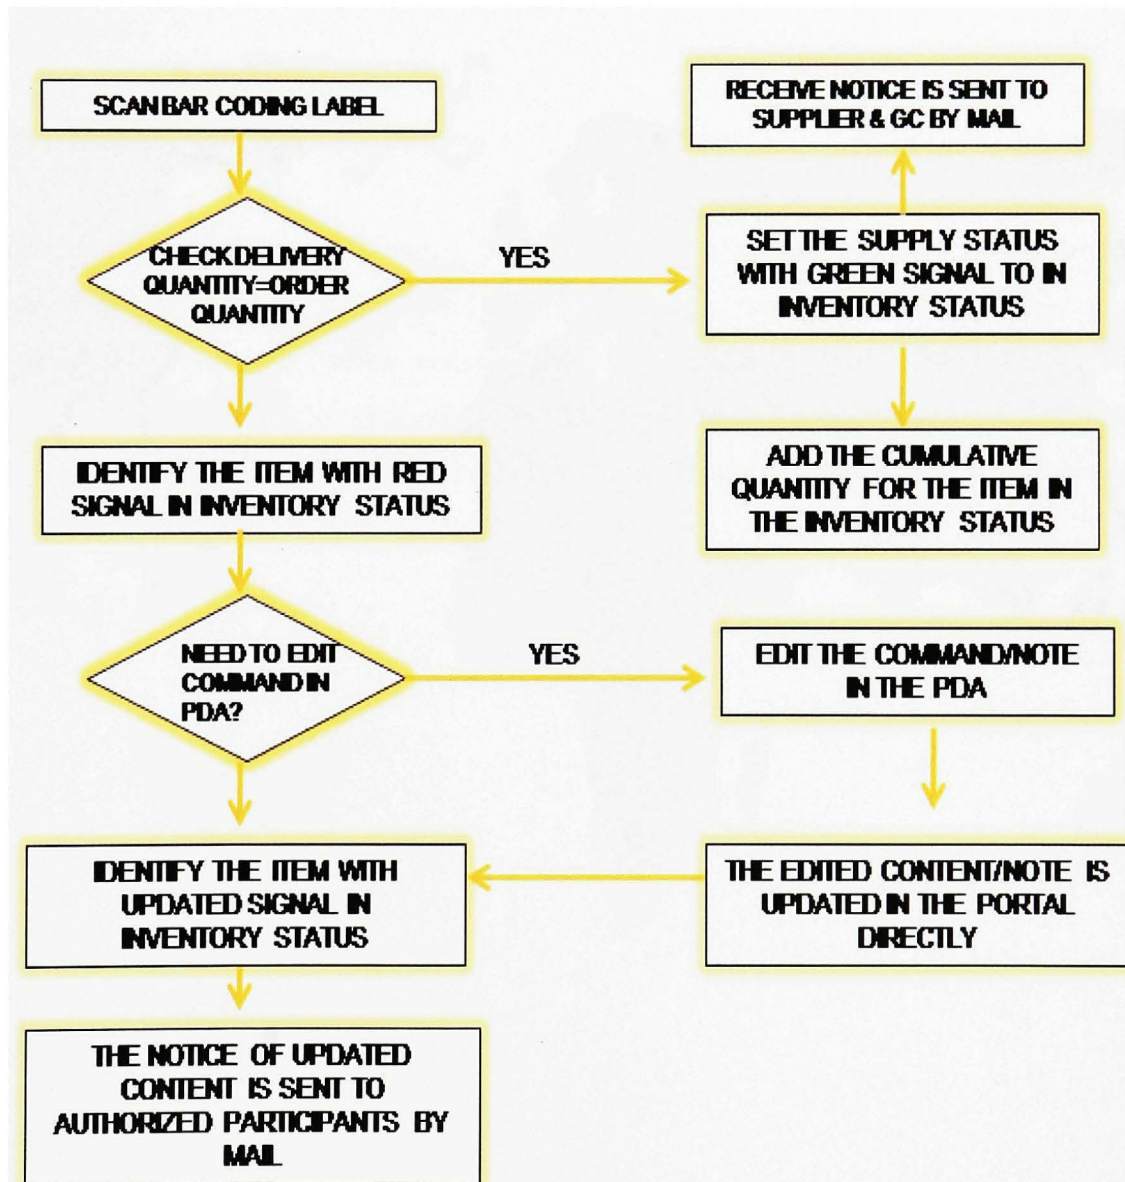 SCAN BAR CODING LABEL
RECEIVE NOTICE IS SENT TO
SUPPLIER & GC BY MAIL
CHECK DELIVERY
QUANTITY=ORDER
QUANTITY
YES
SET THE SUPPLY STATUS
WITH GREEN SIGNAL TO IN
INVENTORY STATUS
IDENTIFY THE ITEM WITH RED
SIGNAL IN INVENTORY STATUS
ADD THE CUMULATIVE
QUANTITY FOR THE ITEM IN
THE INVENTORY STATUS
NEED TO EDIT
COMMAND IN
PDA?
YES
EDIT THE COMMAND/NOTE
IN THE PDA
IDENTIFY THE ITEM WITH
UPDATED SIGNAL IN
INVENTORY STATUS
THE EDITED CONTENT/NOTE IS
UPDATED IN THE PORTAL
DIRECTLY
THE NOTICE OF UPDATED
CONTENT IS SENT TO
AUTHORIZED PARTICIPANTS BY
MAIL